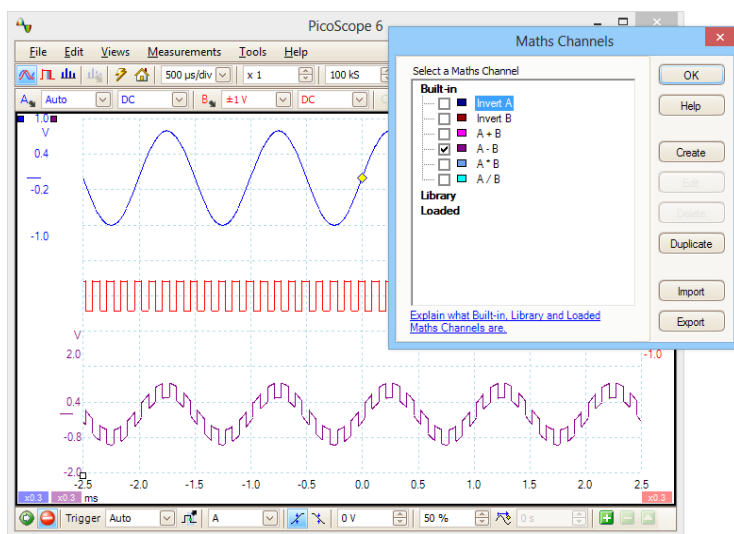 PicoScope 6
File Edit Views Measurements Tools Help
500 µs/div x 1 100 kS
A Auto DC B ±1 V DC
1.0
V
0.4
-0.2
-1.0
V
2.0
0.4
-0.8
-2.0
-1.0
-2.5 -2.0 -1.5 -1.0 -0.5 0.0 0.5 1.0 1.5 2.0 2.5
x0.3 x0.3 ms x0.3
Trigger Auto A 0 V 50 % 0 s
Maths Channels
Select a Maths Channel
Built-in
Invert A
Invert B
A + B
A - B
A * B
A / B
Library
Loaded
Explain what Built-in, Library and Loaded
Maths Channels are.
OK
Help
Create
Edit
Delete
Duplicate
Import
Export